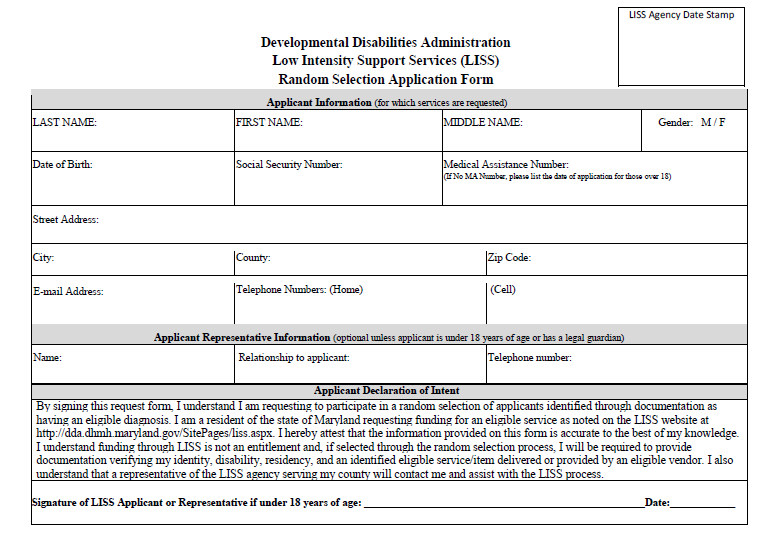 LISS Agency Date Stamp
Developmental Disabilities Administration
Low Intensity Support Services (LISS)
Random Selection Application Form
Applicant Information (for which services are requested)
LAST NAME: FIRST NAME: MIDDLE NAME: Gender: M / F
Date of Birth: Social Security Number: Medical Assistance Number:
(If No MA Number, please list the date of application for those over 18)
Street Address:
City: County: Zip Code:
E-mail Address: Telephone Numbers: (Home) (Cell)
Applicant Representative Information (optional unless applicant is under 18 years of age or has a legal guardian)
Name: Relationship to applicant: Telephone number:
Applicant Declaration of Intent
By signing this request form, I understand I am requesting to participate in a random selection of applicants identified through documentation as
having an eligible diagnosis. I am a resident of the state of Maryland requesting funding for an eligible service as noted on the LISS website at
http://dda.dhmh.maryland.gov/SitePages/liss.aspx. I hereby attest that the information provided on this form is accurate to the best of my knowledge.
I understand funding through LISS is not an entitlement and, if selected through the random selection process, I will be required to provide
documentation verifying my identity, disability, residency, and an identified eligible service/item delivered or provided by an eligible vendor. I also
understand that a representative of the LISS agency serving my county will contact me and assist with the LISS process.
Signature of LISS Applicant or Representative if under 18 years of age: ____________________ Date:____________